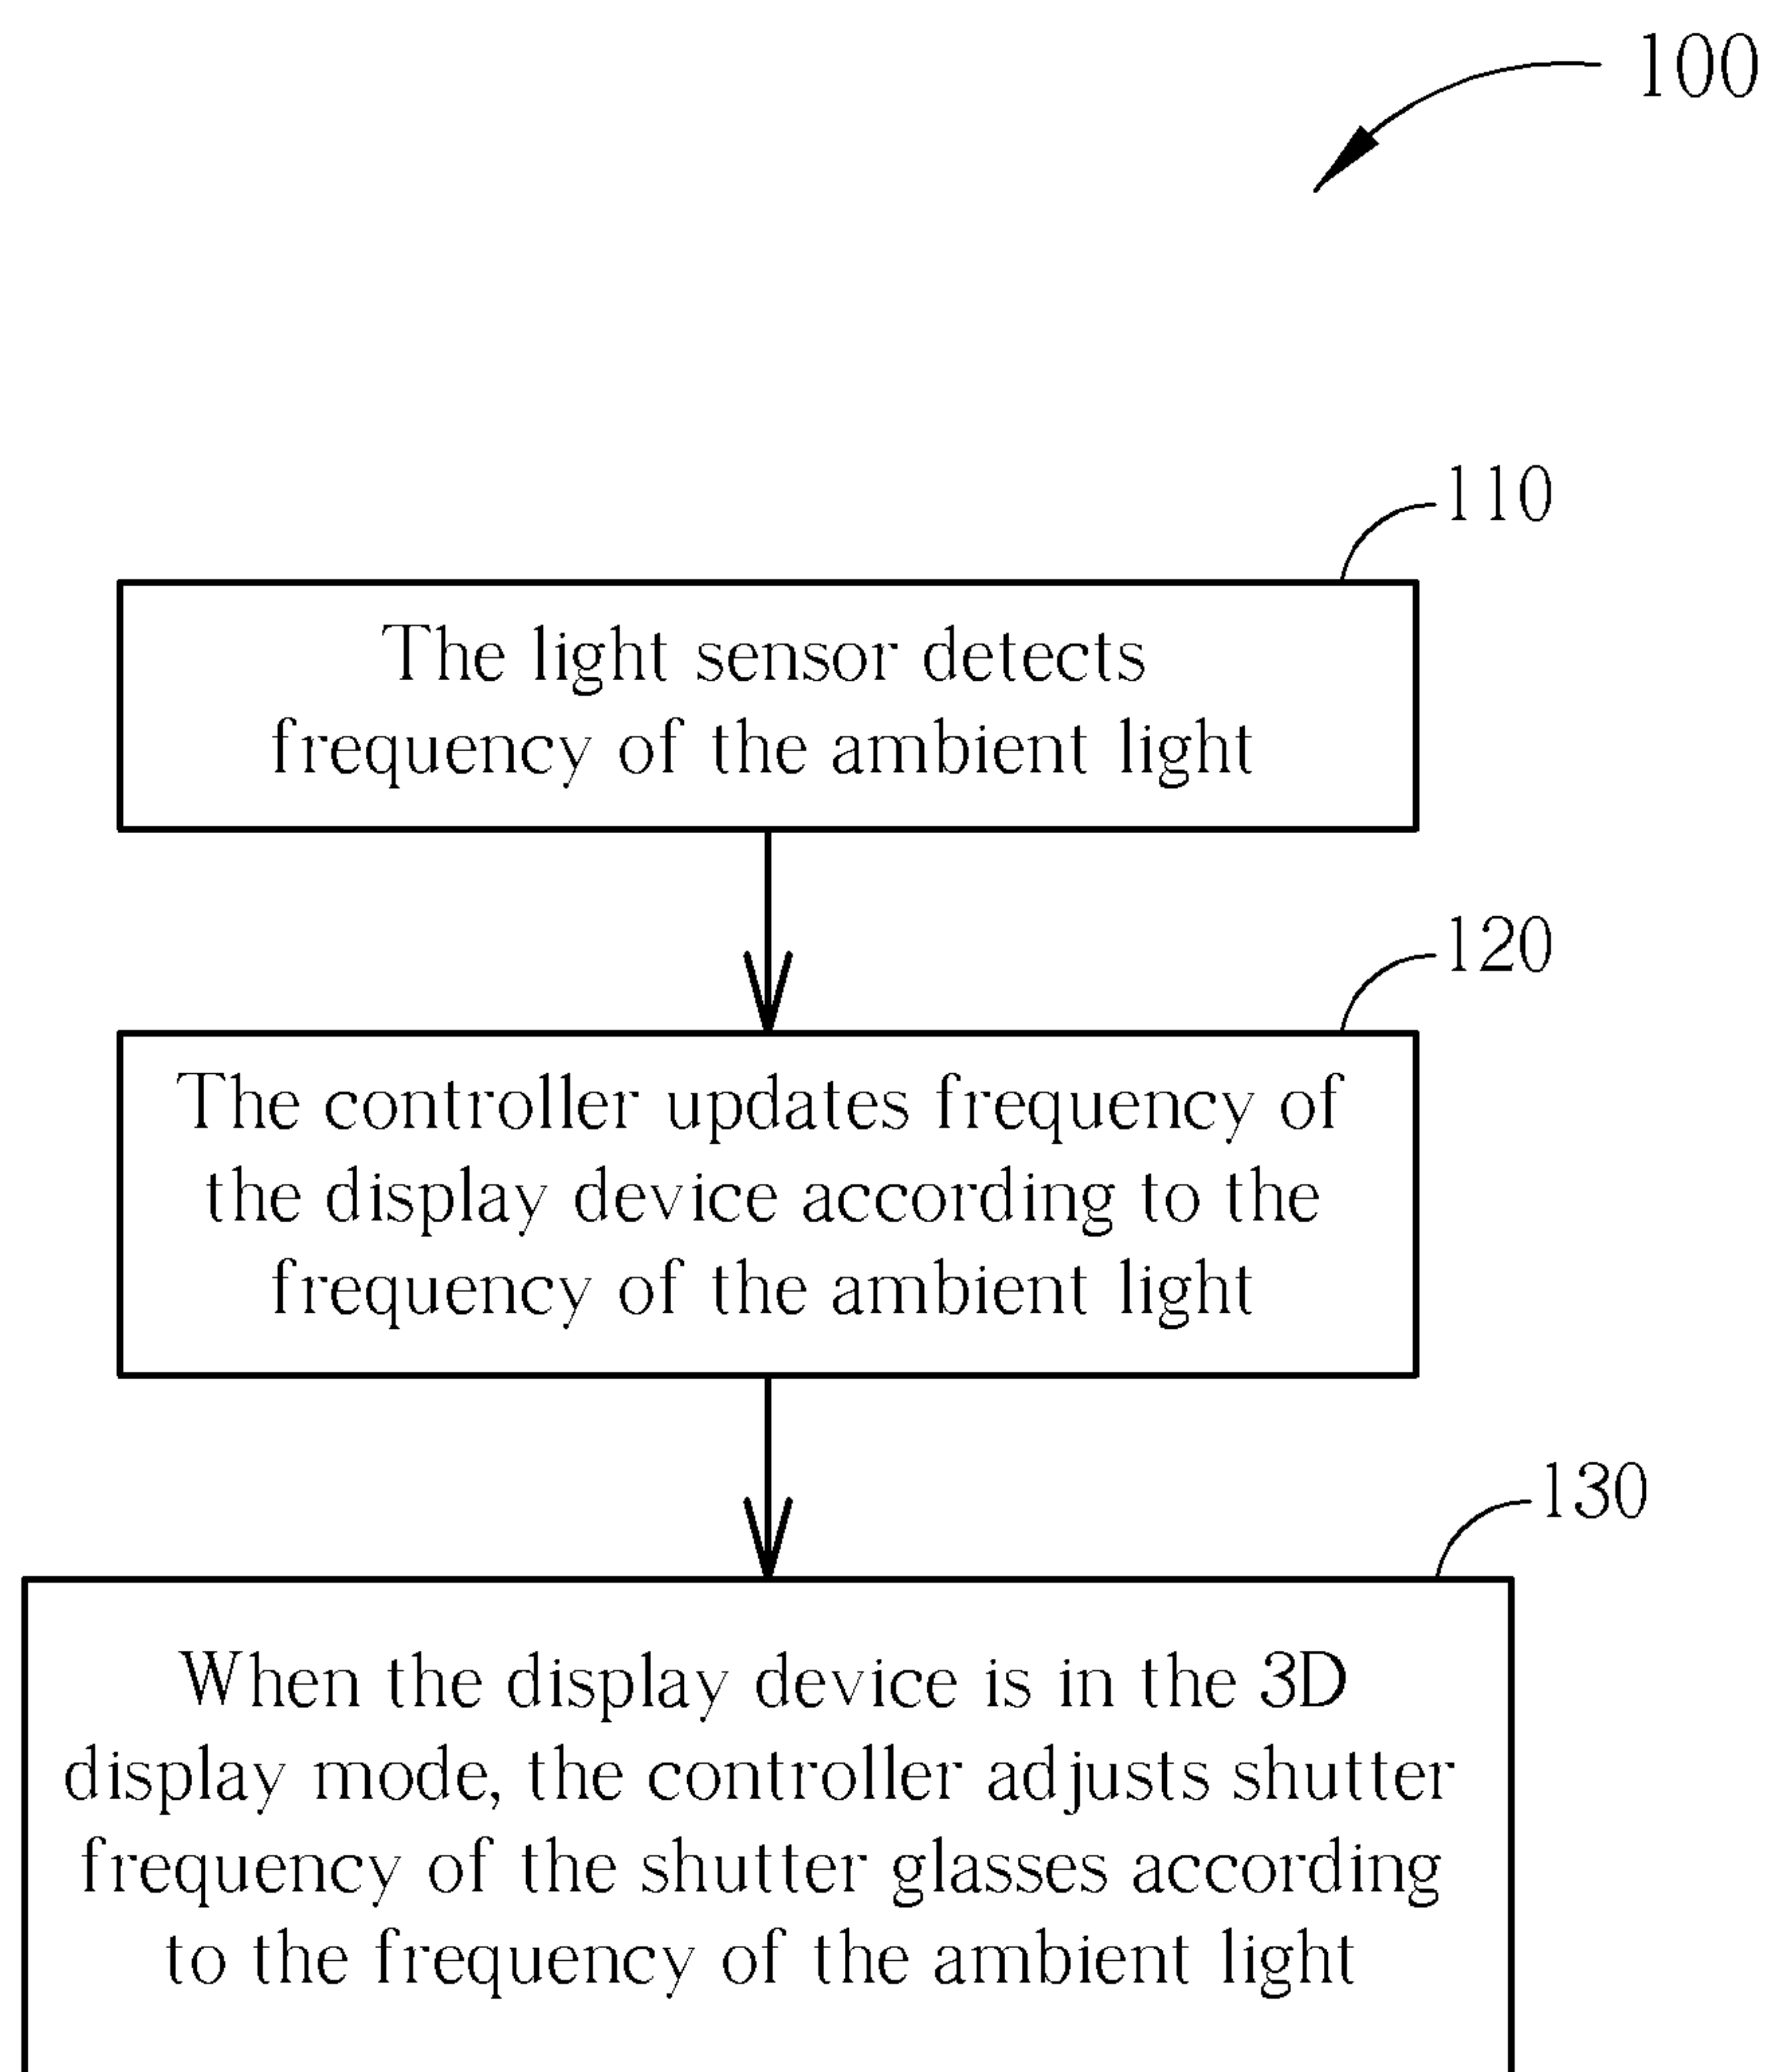 100
110
The light sensor detects
frequency of the ambient light
120
The controller updates frequency of
the display device according to the
frequency of the ambient light
130
When the display device is in the 3D
display mode, the controller adjusts shutter
frequency of the shutter glasses according
to the frequency of the ambient light